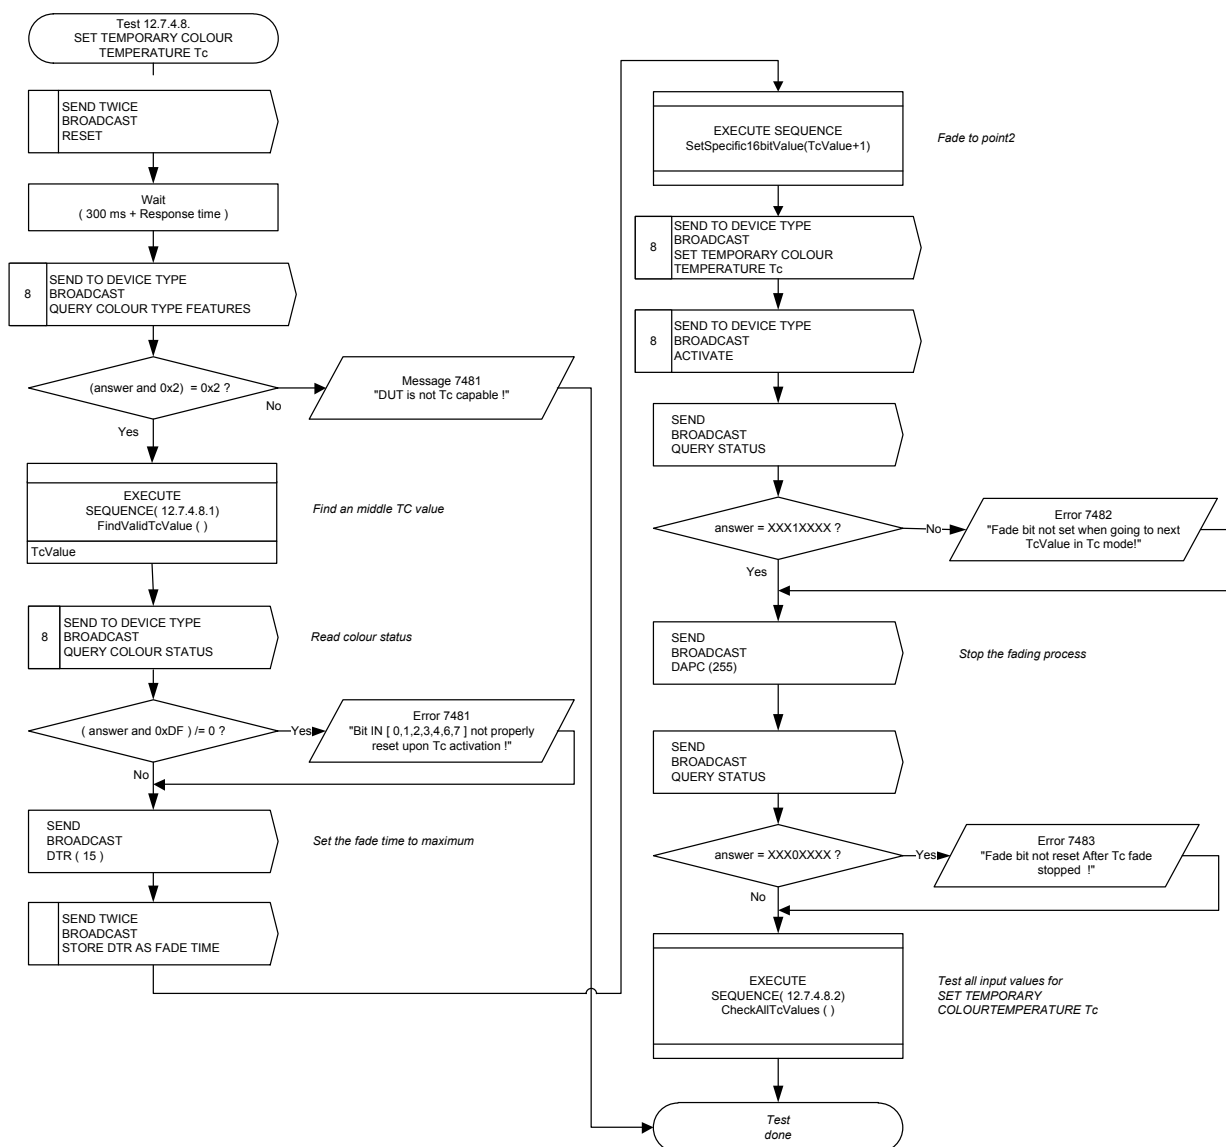 Test 12.7.4.8.
SET TEMPORARY COLOUR
TEMPERATURE Tc
SEND TWICE
BROADCAST
RESET
Wait
( 300 ms + Response time )
8
SEND TO DEVICE TYPE
BROADCAST
QUERY COLOUR TYPE FEATURES
(answer and 0x2) = 0x2 ?
No
Yes
Message 7481
"DUT is not Tc capable !"
EXECUTE
SEQUENCE( 12.7.4.8.1)
FindValidTcValue ( )
TcValue
Find an middle TC value
8
SEND TO DEVICE TYPE
BROADCAST
QUERY COLOUR STATUS
Read colour status
( answer and 0xDF ) /= 0 ?
Yes
No
Error 7481
"Bit IN [ 0,1,2,3,4,6,7 ] not properly
reset upon Tc activation !"
SEND
BROADCAST
DTR ( 15 )
Set the fade time to maximum
SEND TWICE
BROADCAST
STORE DTR AS FADE TIME
EXECUTE SEQUENCE
SetSpecific16bitValue(TcValue+1)
Fade to point2
8
SEND TO DEVICE TYPE
BROADCAST
SET TEMPORARY COLOUR
TEMPERATURE Tc
8
SEND TO DEVICE TYPE
BROADCAST
ACTIVATE
SEND
BROADCAST
QUERY STATUS
answer = XXX1XXXX ?
No
Yes
Error 7482
"Fade bit not set when going to next
TcValue in Tc mode!"
SEND
BROADCAST
DAPC (255)
Stop the fading process
SEND
BROADCAST
QUERY STATUS
answer = XXX0XXXX ?
Yes
No
Error 7483
"Fade bit not reset After Tc fade
stopped !"
EXECUTE
SEQUENCE( 12.7.4.8.2)
CheckAllTcValues ( )
Test all input values for
SET TEMPORARY
COLOURTEMPERATURE Tc
Test
done